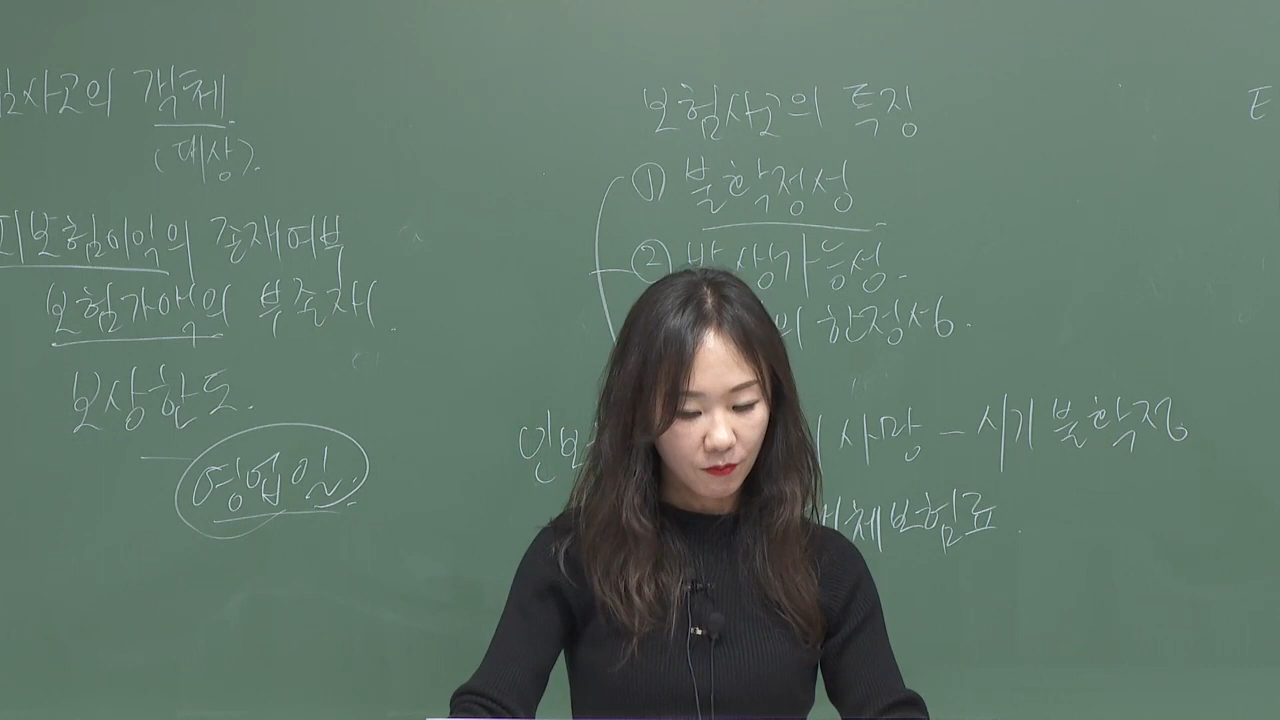 험사고의 객체
(대상).
피보험이익의 존재여부
보험가액의 부존재.
보상한도.
영업일.
보험사고의 특징
① 불확정성
② 발생가능성.
의 한정성.
인보 사망 - 시기 불확정
체보험료.
E